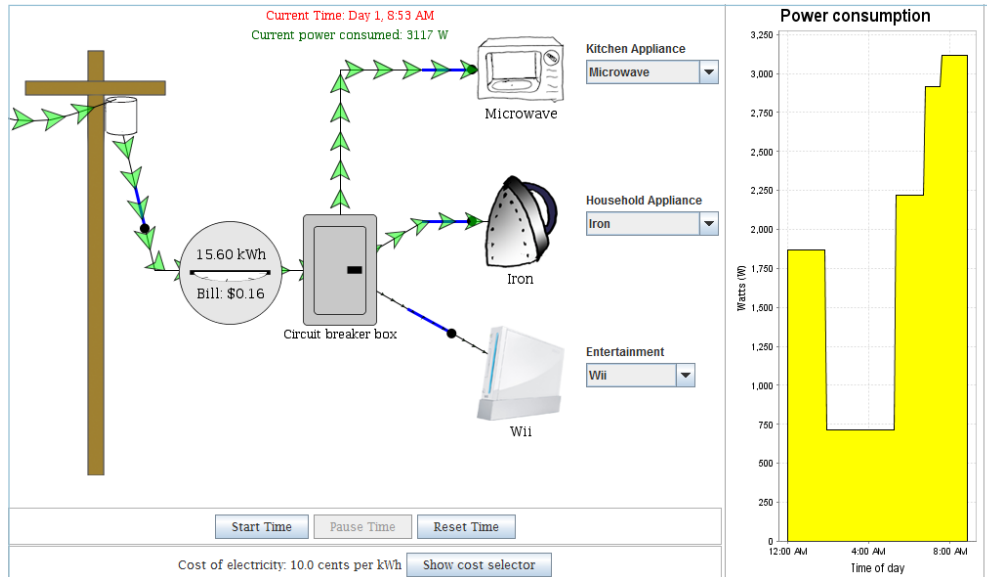 Current Time: Day 1, 8:53 AM
Current power consumed: 3117 W
Kitchen Appliance
Microwave
Microwave
Household Appliance
Iron
Iron
15.60 kWh
Bill: $0.16
Circuit breaker box
Entertainment
Wii
Wii
Start Time Pause Time Reset Time
Cost of electricity: 10.0 cents per kWh Show cost selector
Power consumption
3,250
3,000
2,750
2,500
2,250
2,000
1,750
1,500
1,250
1,000
750
500
250
0
Watts (W)
12:00 AM 4:00 AM 8:00 AM
Time of day